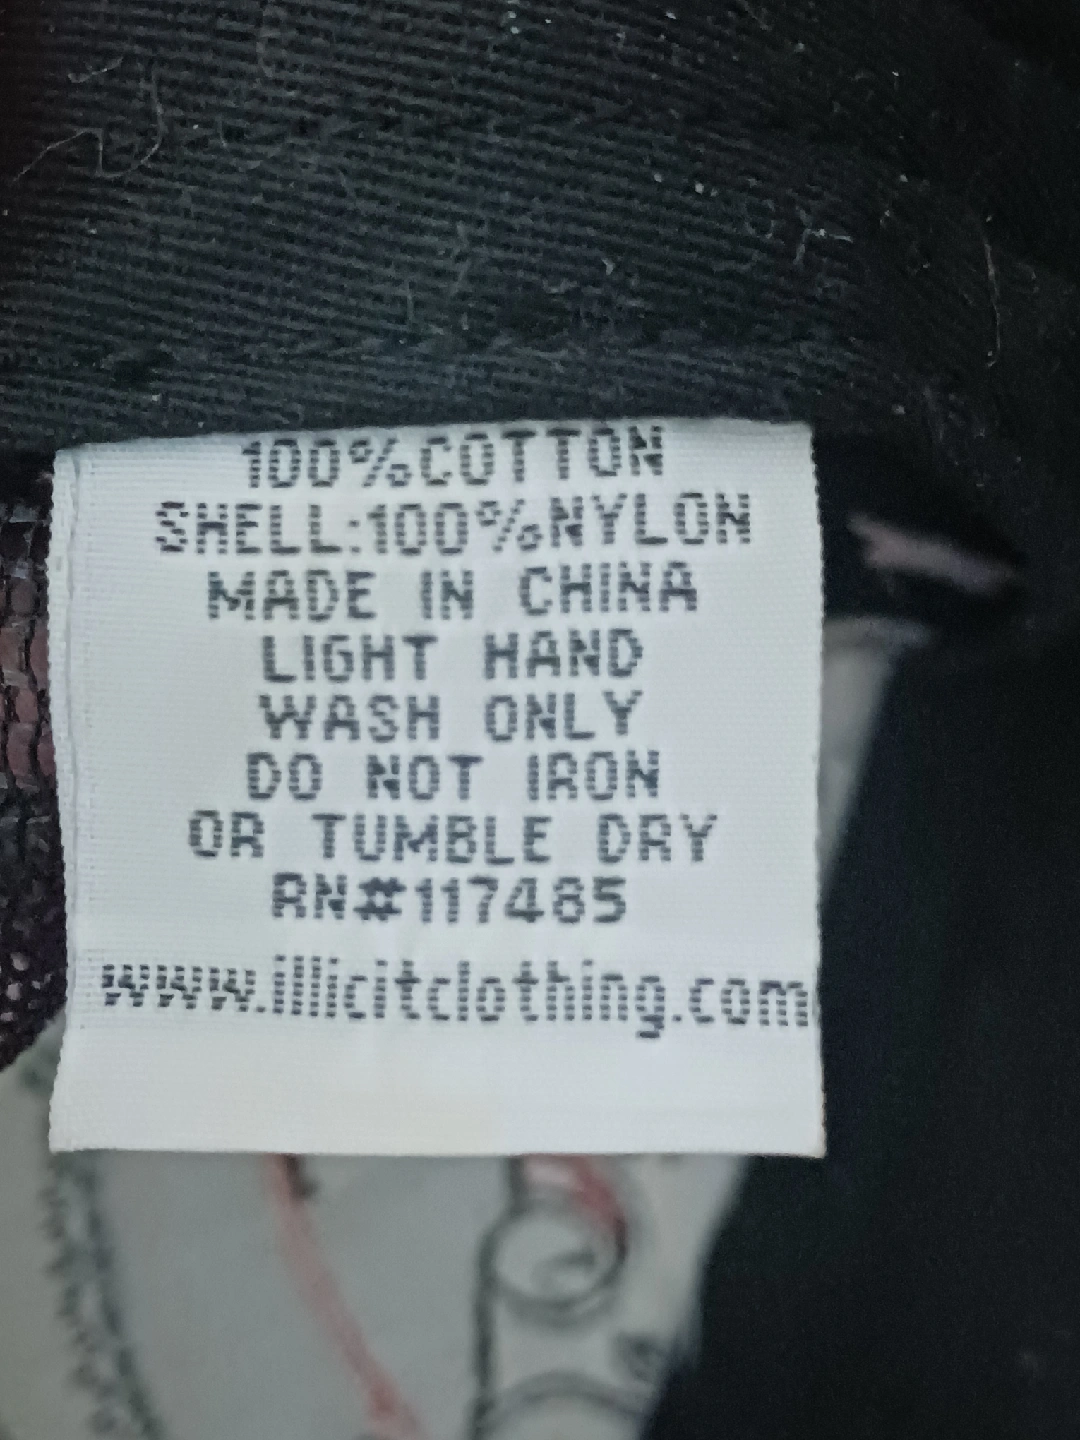 100%COTTON
SHELL:100%NYLON
MADE IN CHINA
LIGHT HAND
WASH ONLY
DO NOT IRON
OR TUMBLE DRY
RN#117485
www.illicitclothing.com